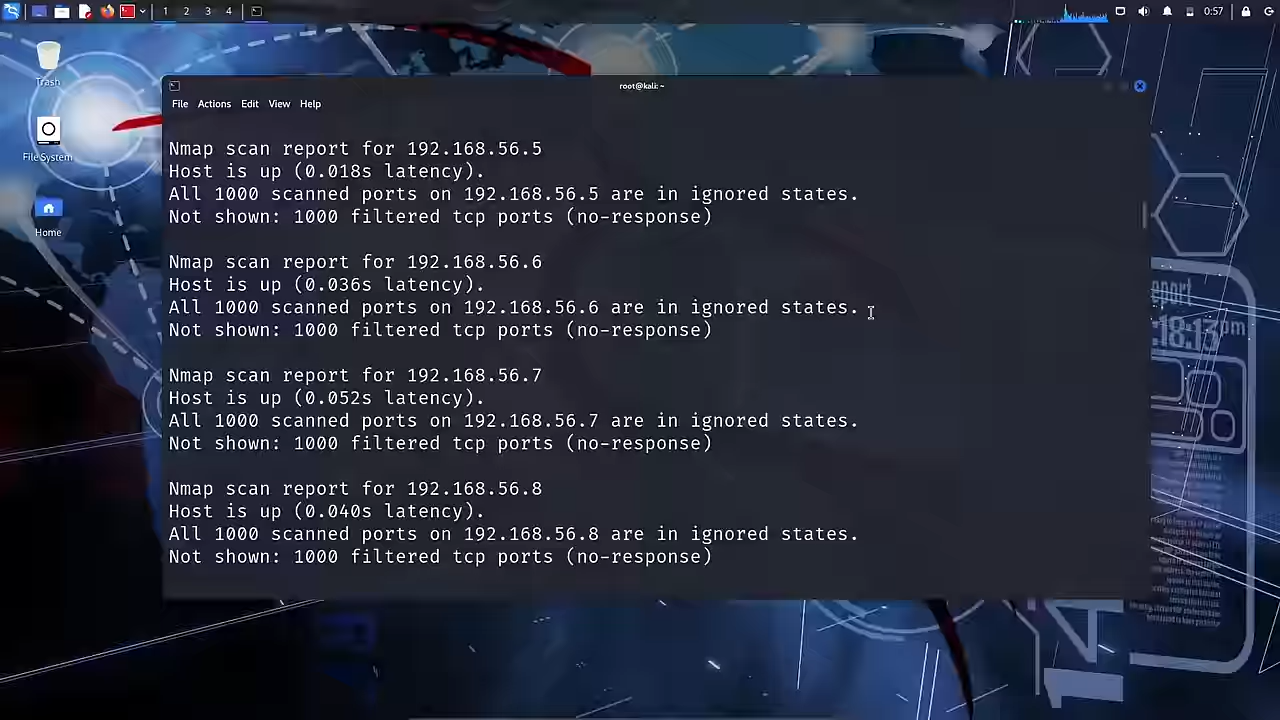 1 2 3 4
0:57
Trash
File System
Home
root@kali: ~
File Actions Edit View Help
Nmap scan report for 192.168.56.5
Host is up (0.018s latency).
All 1000 scanned ports on 192.168.56.5 are in ignored states.
Not shown: 1000 filtered tcp ports (no-response)
Nmap scan report for 192.168.56.6
Host is up (0.036s latency).
All 1000 scanned ports on 192.168.56.6 are in ignored states.
Not shown: 1000 filtered tcp ports (no-response)
Nmap scan report for 192.168.56.7
Host is up (0.052s latency).
All 1000 scanned ports on 192.168.56.7 are in ignored states.
Not shown: 1000 filtered tcp ports (no-response)
Nmap scan report for 192.168.56.8
Host is up (0.040s latency).
All 1000 scanned ports on 192.168.56.8 are in ignored states.
Not shown: 1000 filtered tcp ports (no-response)
eport
:18:13pm